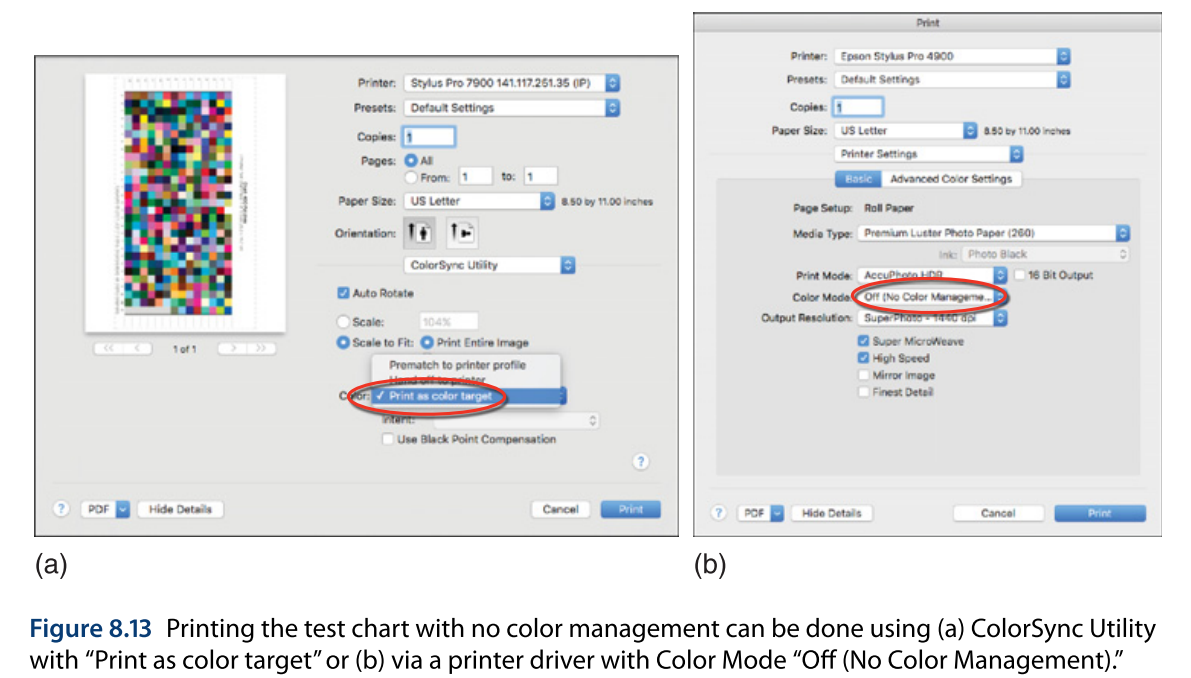 Printer: Stylus Pro 7900 141.117.251.35 (IP)
Presets: Default Settings
Copies: 1
Pages: All
From: 1 to: 1
Paper Size: US Letter 8.50 by 11.00 inches
Orientation:
ColorSync Utility
Auto Rotate
Scale: 104%
Scale to Fit: Print Entire Image
Prematch to printer profile
Hand off to printer
Color: ✓ Print as color target
Intent:
Use Black Point Compensation
<< < 1 of 1 > >>
?
? PDF Hide Details Cancel Print
(a)
Print
Printer: Epson Stylus Pro 4900
Presets: Default Settings
Copies: 1
Paper Size: US Letter 8.50 by 11.00 inches
Printer Settings
Basic Advanced Color Settings
Page Setup: Roll Paper
Media Type: Premium Luster Photo Paper (260)
Ink: Photo Black
Print Mode: AccuPhoto HDR 16 Bit Output
Color Mode: Off (No Color Manageme...
Output Resolution: SuperPhoto - 1440 dpi
Super MicroWeave
High Speed
Mirror Image
Finest Detail
? PDF Hide Details Cancel Print
(b)
Figure 8.13 Printing the test chart with no color management can be done using (a) ColorSync Utility
with “Print as color target” or (b) via a printer driver with Color Mode “Off (No Color Management).”